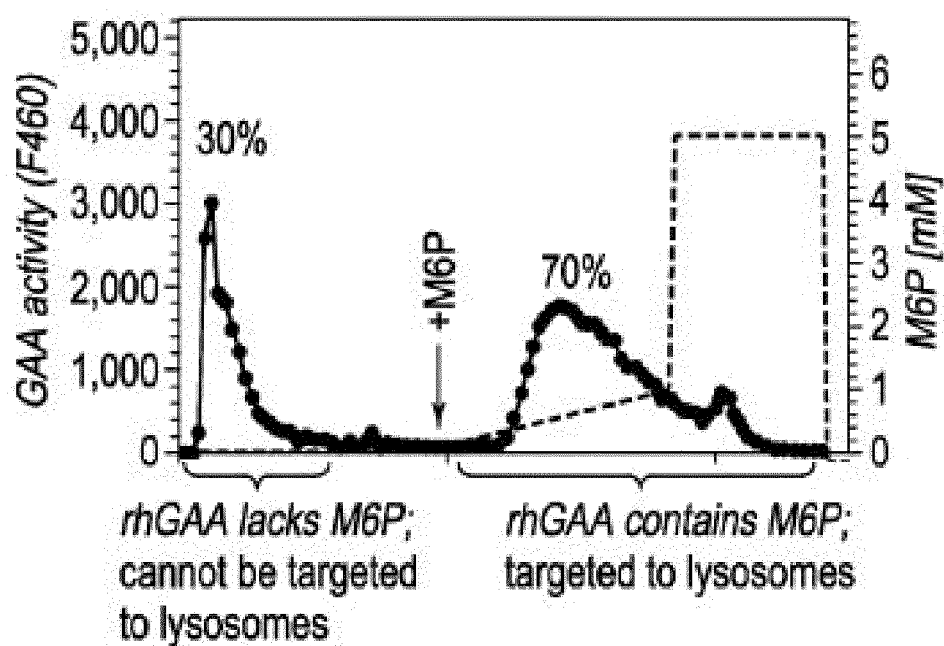 5,000
4,000
3,000
2,000
1,000
0
GAA activity (F460)
30%
+M6P
70%
6
5
4
3
2
1
0
M6P [mM]
rhGAA lacks M6P;
cannot be targeted
to lysosomes
rhGAA contains M6P;
targeted to lysosomes